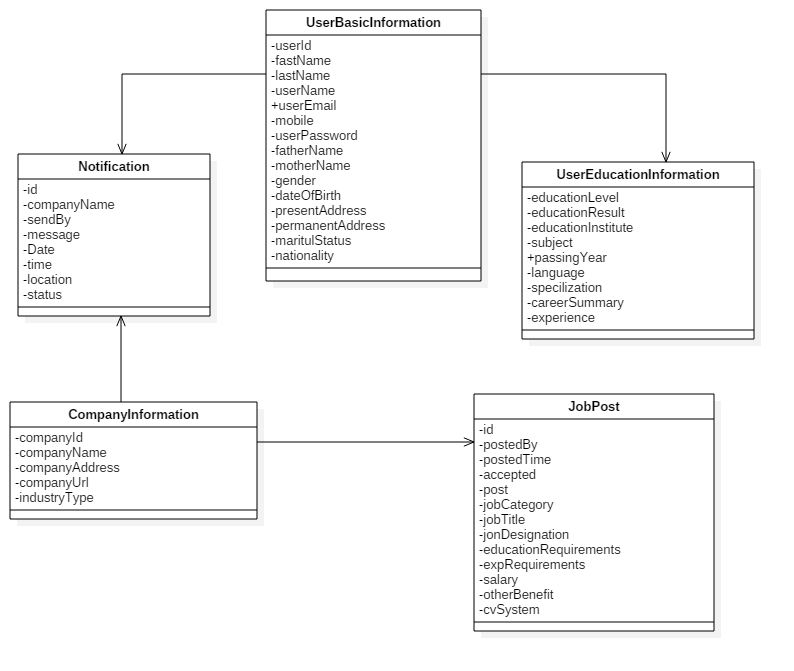 UserBasicInformation
-userId
-fastName
-lastName
-userName
+userEmail
-mobile
-userPassword
-fatherName
-motherName
-gender
-dateOfBirth
-presentAddress
-permanentAddress
-maritulStatus
-nationality
Notification
-id
-companyName
-sendBy
-message
-Date
-time
-location
-status
UserEducationInformation
-educationLevel
-educationResult
-educationInstitute
-subject
+passingYear
-language
-specilization
-careerSummary
-experience
CompanyInformation
-companyId
-companyName
-companyAddress
-companyUrl
-industryType
JobPost
-id
-postedBy
-postedTime
-accepted
-post
-jobCategory
-jobTitle
-jonDesignation
-educationRequirements
-expRequirements
-salary
-otherBenefit
-cvSystem